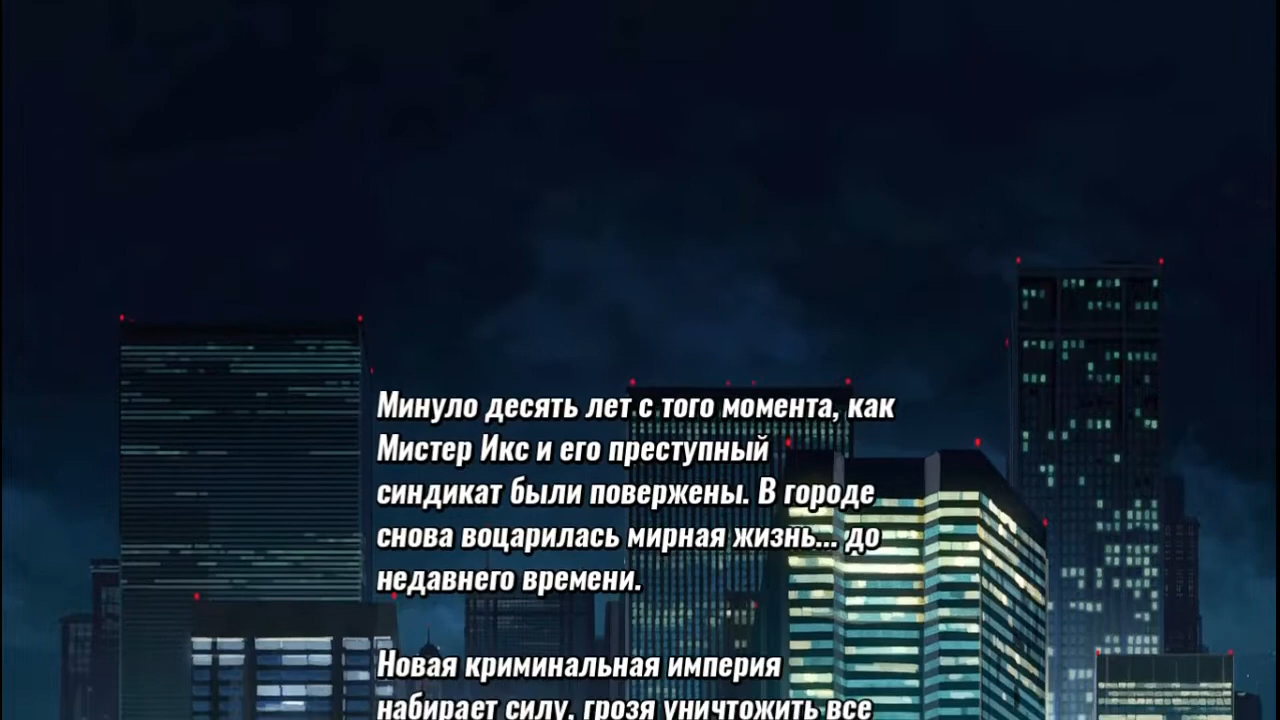 Минуло десять лет с того момента, как
Мистер Икс и его преступный
синдикат были повержены. В городе
снова воцарилась мирная жизнь... до
недавнего времени.
Новая криминальная империя
набирает силу, грозя уничтожить все